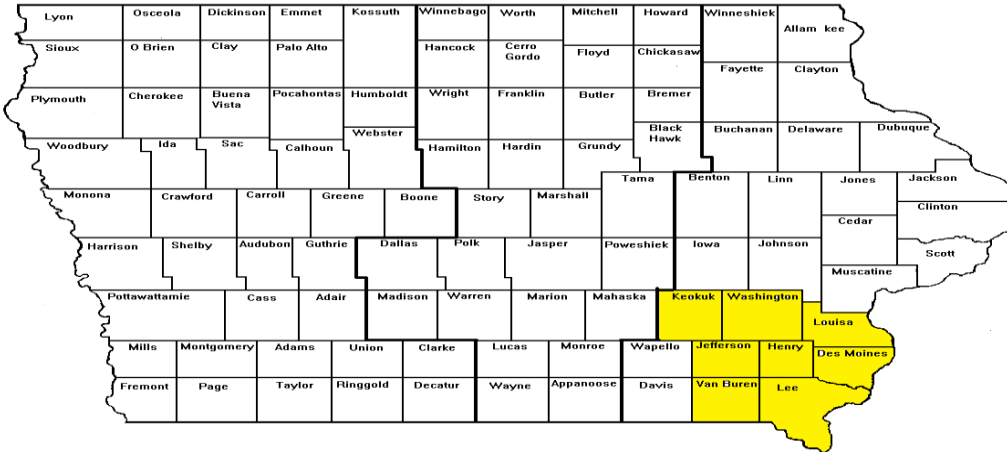 Lyon
Osceola
Dickinson
Emmet
Kossuth
Winnebago
Worth
Mitchell
Howard
Winneshiek
Allam kee
Sioux
O Brien
Clay
Palo Alto
Hancock
Cerro
Gordo
Floyd
Chickasaw
Fayette
Clayton
Plymouth
Cherokee
Buena
Vista
Pocahontas
Humboldt
Wright
Franklin
Butler
Bremer
Webster
Black
Hawk
Buchanan
Delaware
Dubuque
Woodbury
Ida
Sac
Calhoun
Hamilton
Hardin
Grundy
Tama
Benton
Linn
Jones
Jackson
Monona
Crawford
Carroll
Greene
Boone
Story
Marshall
Clinton
Cedar
Harrison
Shelby
Audubon
Guthrie
Dallas
Polk
Jasper
Poweshiek
Iowa
Johnson
Scott
Muscatine
Pottawattamie
Cass
Adair
Madison
Warren
Marion
Mahaska
Keokuk
Washington
Louisa
Mills
Montgomery
Adams
Union
Clarke
Lucas
Monroe
Wapello
Jefferson
Henry
Des Moines
Fremont
Page
Taylor
Ringgold
Decatur
Wayne
Appanoose
Davis
Van Buren
Lee